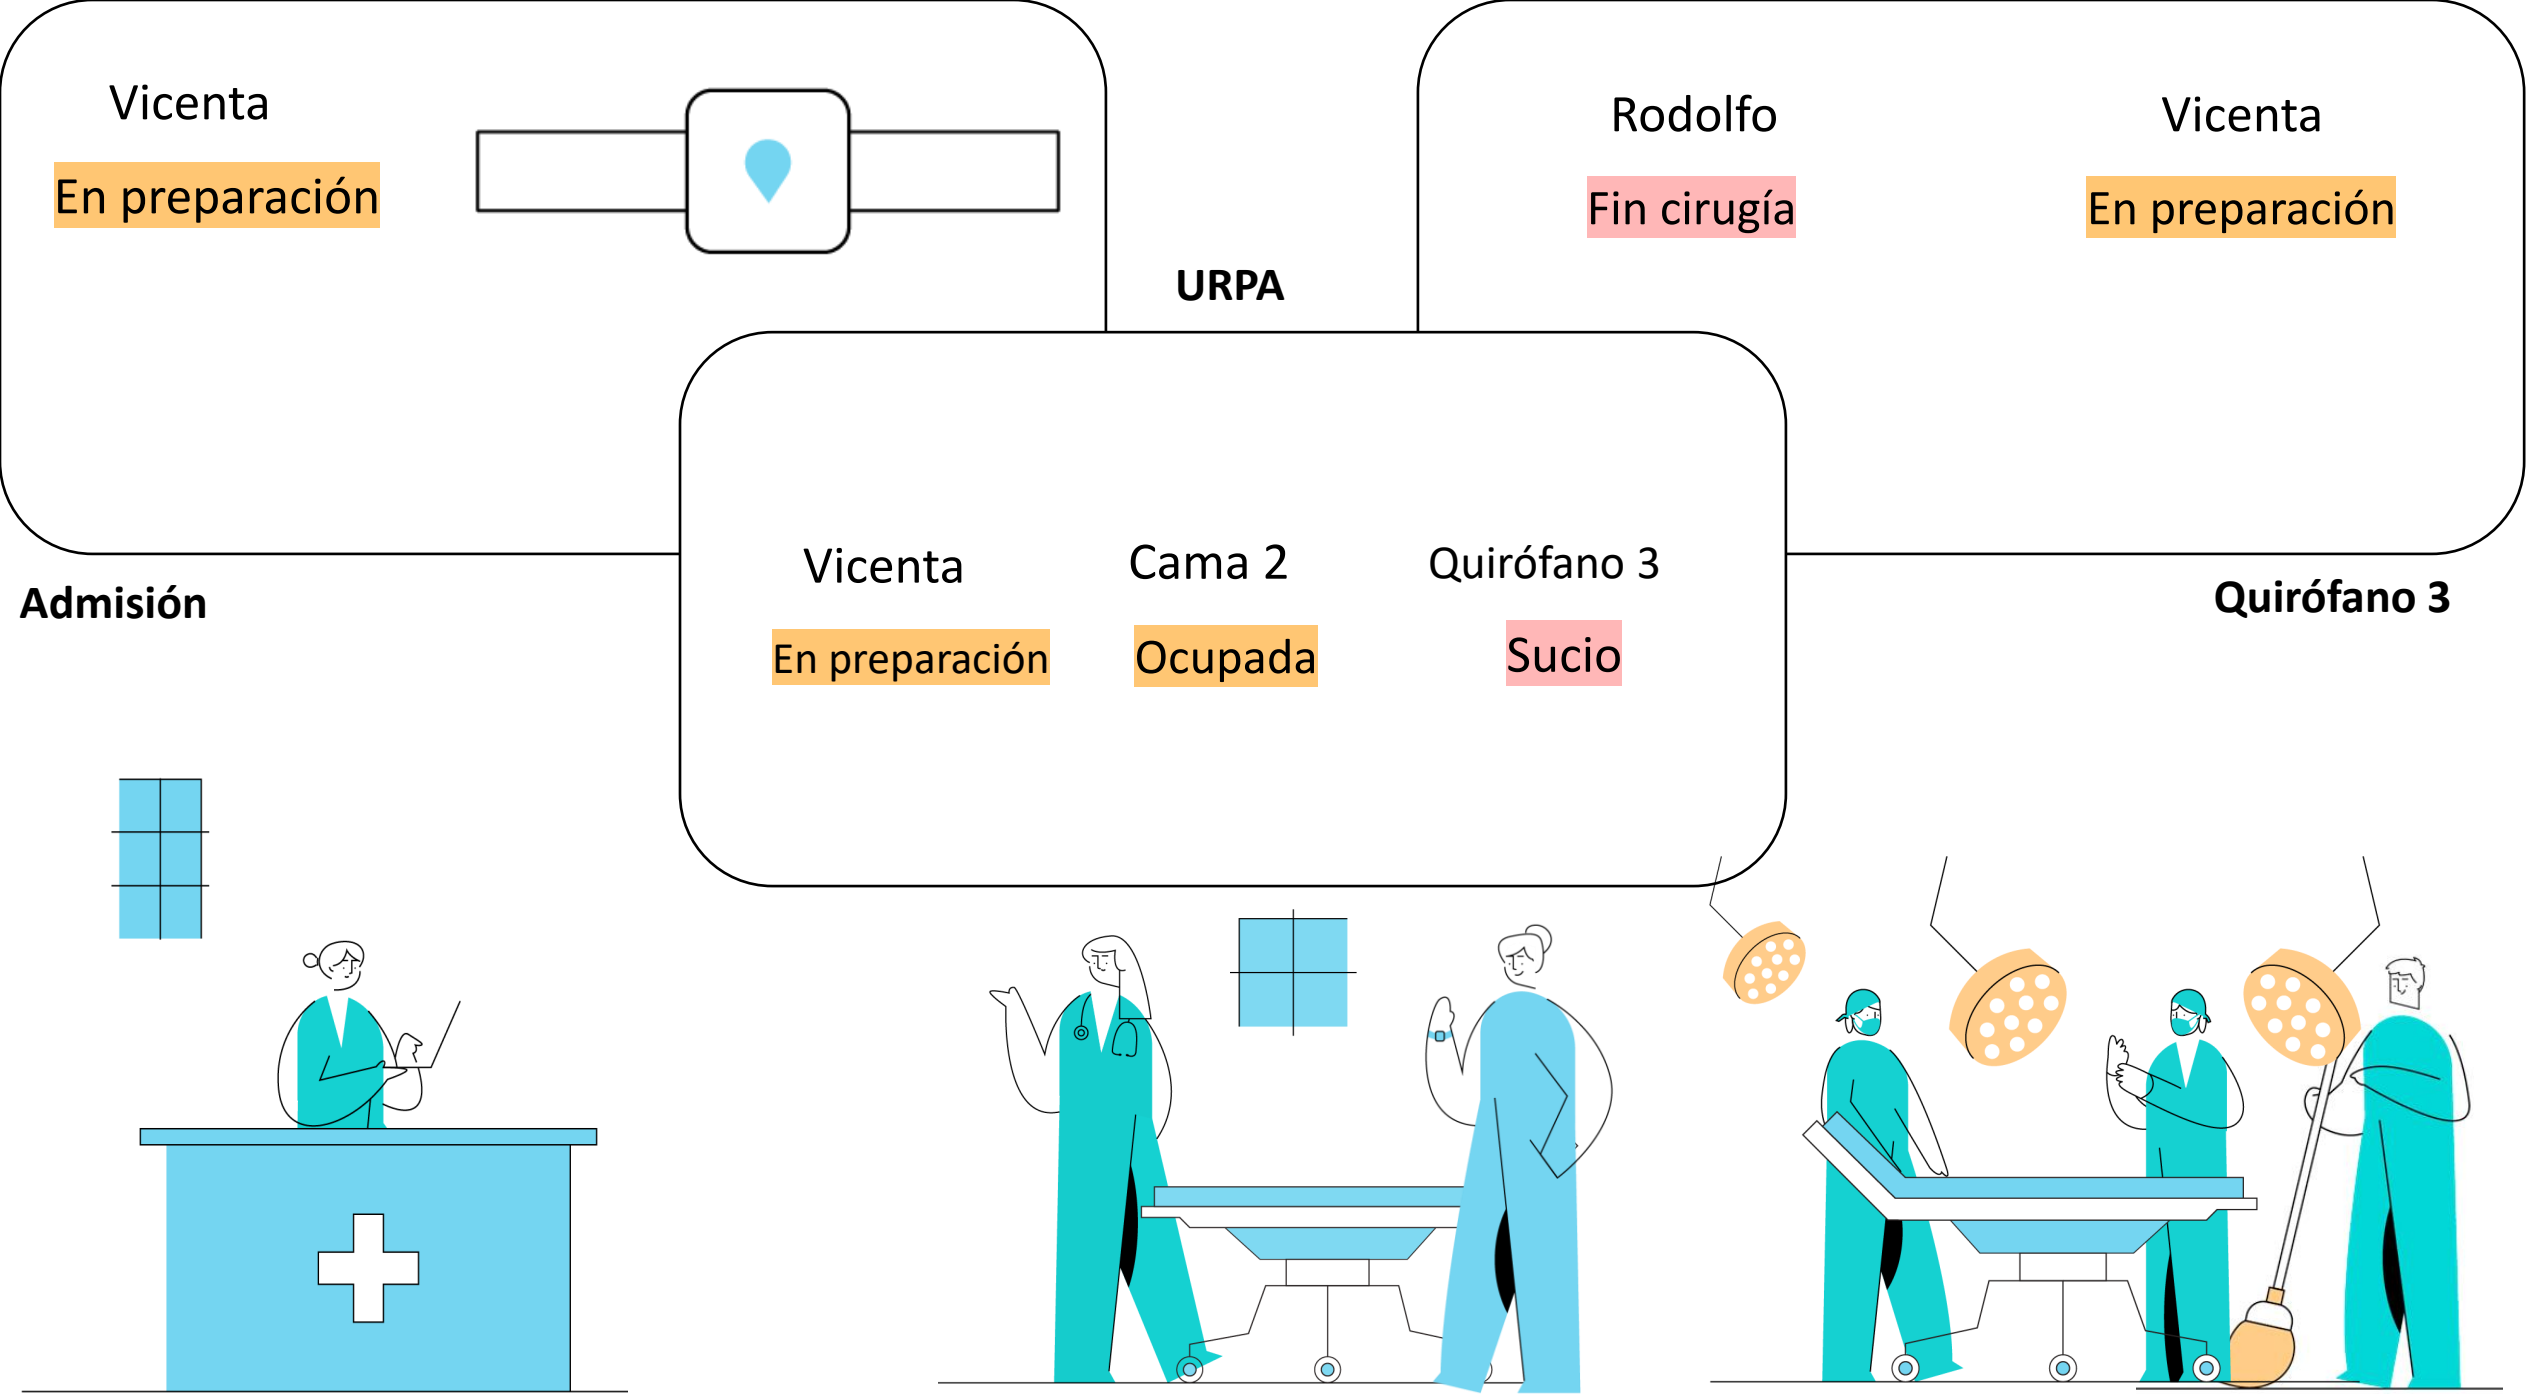 Vicenta
En preparación
Admisión
URPA
Vicenta
En preparación
Cama 2
Ocupada
Quirófano 3
Sucio
Rodolfo
Fin cirugía
Vicenta
En preparación
Quirófano 3